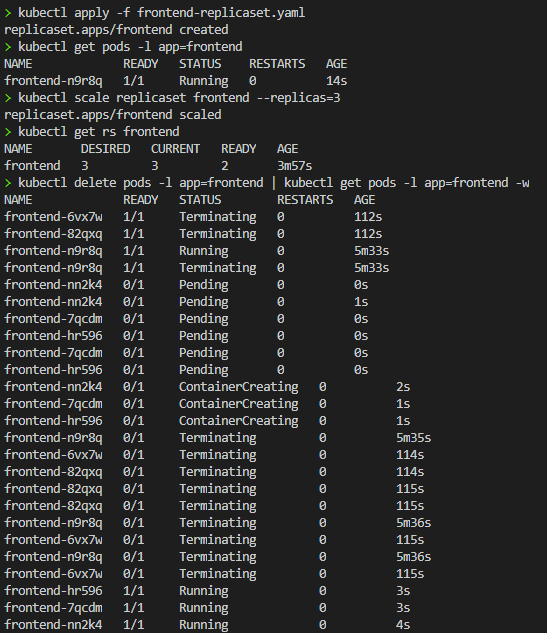 > kubectl apply -f frontend-replicaset.yaml
replicaset.apps/frontend created
> kubectl get pods -l app=frontend
NAME             READY   STATUS    RESTARTS   AGE
frontend-n9r8q   1/1     Running   0          14s
> kubectl scale replicaset frontend --replicas=3
replicaset.apps/frontend scaled
> kubectl get rs frontend
NAME       DESIRED   CURRENT   READY   AGE
frontend   3         3         2       3m57s
> kubectl delete pods -l app=frontend | kubectl get pods -l app=frontend -w
NAME             READY   STATUS        RESTARTS   AGE
frontend-6vx7w   1/1     Terminating   0          112s
frontend-82qxq   1/1     Terminating   0          112s
frontend-n9r8q   1/1     Running       0          5m33s
frontend-n9r8q   1/1     Terminating   0          5m33s
frontend-nn2k4   0/1     Pending       0          0s
frontend-nn2k4   0/1     Pending       0          1s
frontend-7qcdm   0/1     Pending       0          0s
frontend-hr596   0/1     Pending       0          0s
frontend-7qcdm   0/1     Pending       0          0s
frontend-hr596   0/1     Pending       0          0s
frontend-nn2k4   0/1     ContainerCreating   0          2s
frontend-7qcdm   0/1     ContainerCreating   0          1s
frontend-hr596   0/1     ContainerCreating   0          1s
frontend-n9r8q   0/1     Terminating         0          5m35s
frontend-6vx7w   0/1     Terminating         0          114s
frontend-82qxq   0/1     Terminating         0          114s
frontend-82qxq   0/1     Terminating         0          115s
frontend-82qxq   0/1     Terminating         0          115s
frontend-n9r8q   0/1     Terminating         0          5m36s
frontend-6vx7w   0/1     Terminating         0          115s
frontend-n9r8q   0/1     Terminating         0          5m36s
frontend-6vx7w   0/1     Terminating         0          115s
frontend-hr596   1/1     Running             0          3s
frontend-7qcdm   1/1     Running             0          3s
frontend-nn2k4   1/1     Running             0          4s